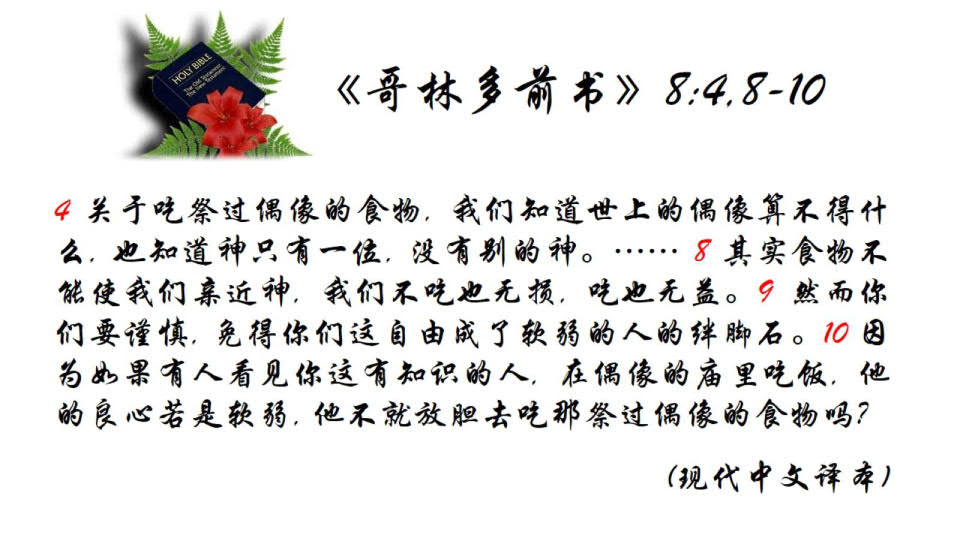 HOLY BIBLE
The Old Testament
The New Testament
《哥林多前书》8:4,8-10
4 关于吃祭过偶像的食物, 我们知道世上的偶像算不得什
么, 也知道神只有一位, 没有别的神。…… 8 其实食物不
能使我们亲近神, 我们不吃也无损, 吃也无益。9 然而你
们要谨慎, 免得你们这自由成了软弱的人的绊脚石。10 因
为如果有人看见你这有知识的人, 在偶像的庙里吃饭, 他
的良心若是软弱, 他不就放胆去吃那祭过偶像的食物吗?
(现代中文译本)